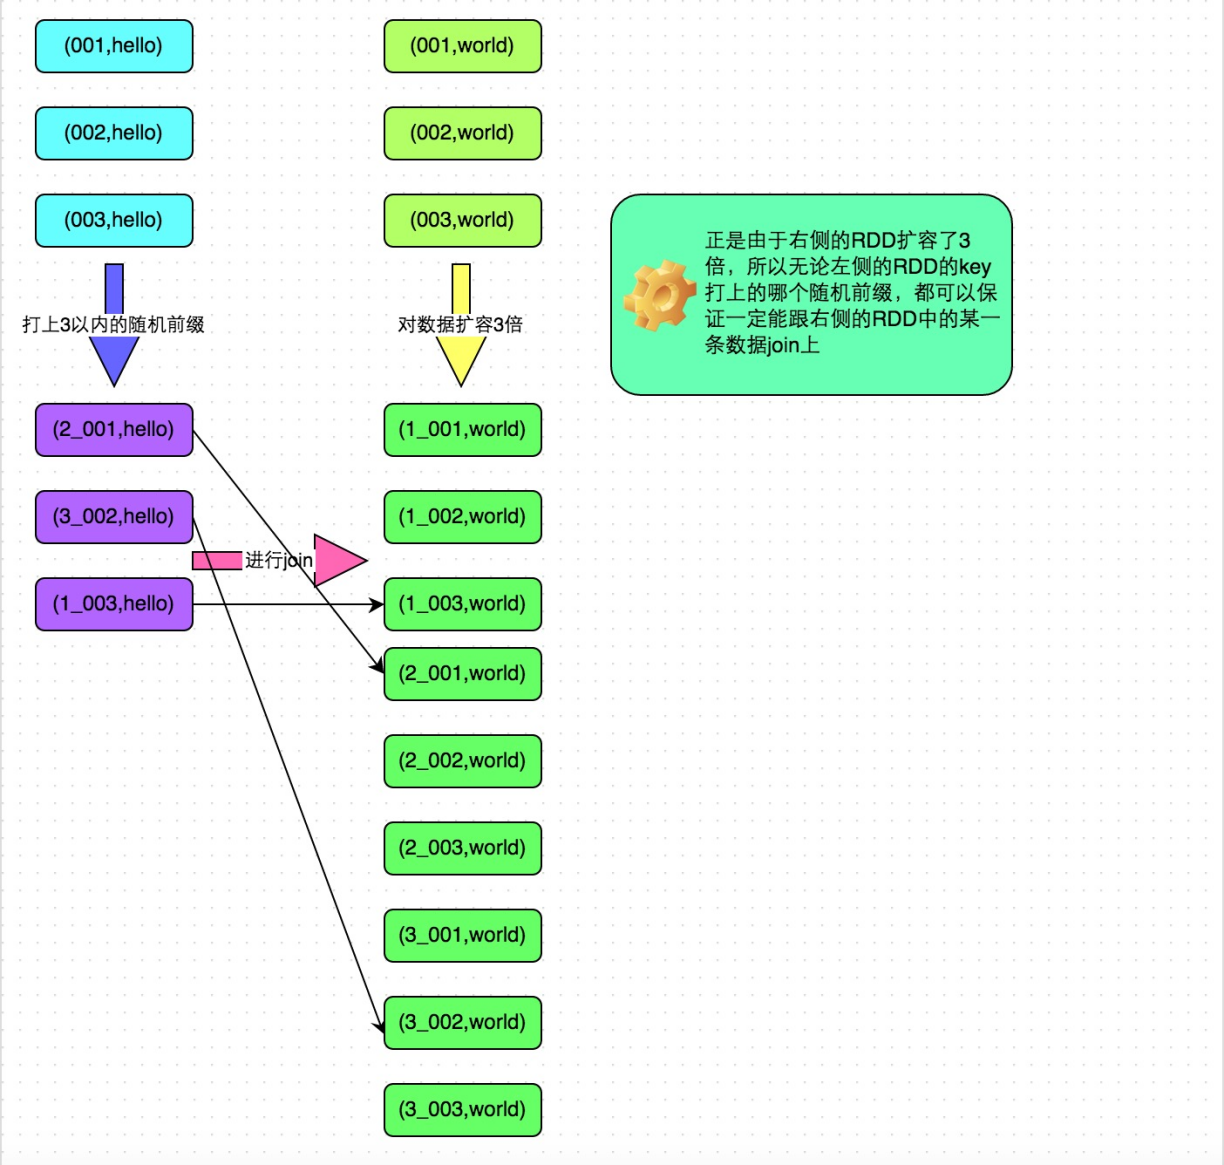 (001,hello)
(001,world)
(002,hello)
(002,world)
(003,hello)
(003,world)
正是由于右侧的RDD扩容了3
倍，所以无论左侧的RDD的key
打上的哪个随机前缀，都可以保
证一定能跟右侧的RDD中的某一
条数据join上
打上3以内的随机前缀
对数据扩容3倍
(2_001,hello)
(1_001,world)
(3_002,hello)
(1_002,world)
进行join
(1_003,hello)
(1_003,world)
(2_001,world)
(2_002,world)
(2_003,world)
(3_001,world)
(3_002,world)
(3_003,world)